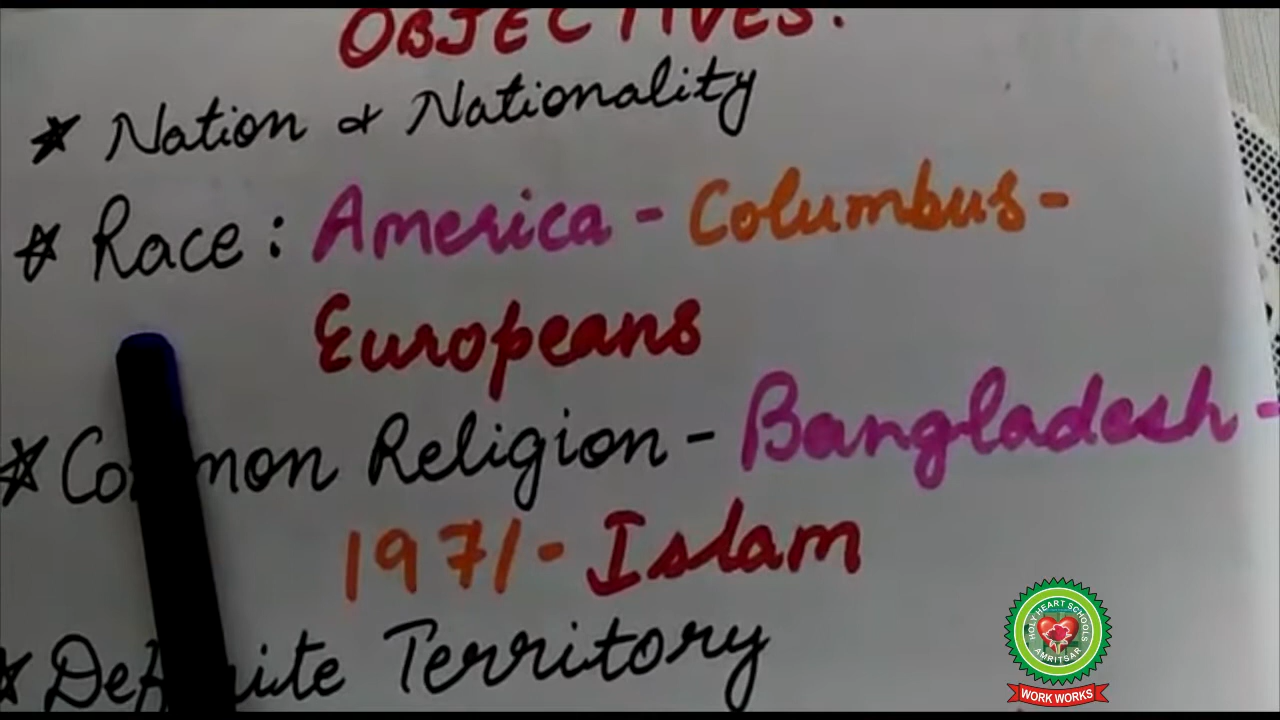 OBJECTIVES:
* Nation & Nationality
* Race: America - Columbus -
Europeans
* Common Religion - Bangladesh -
1971 - Islam
* Definite Territory
HOLY HEART SCHOOLS
AMRITSAR
WORK WORKS